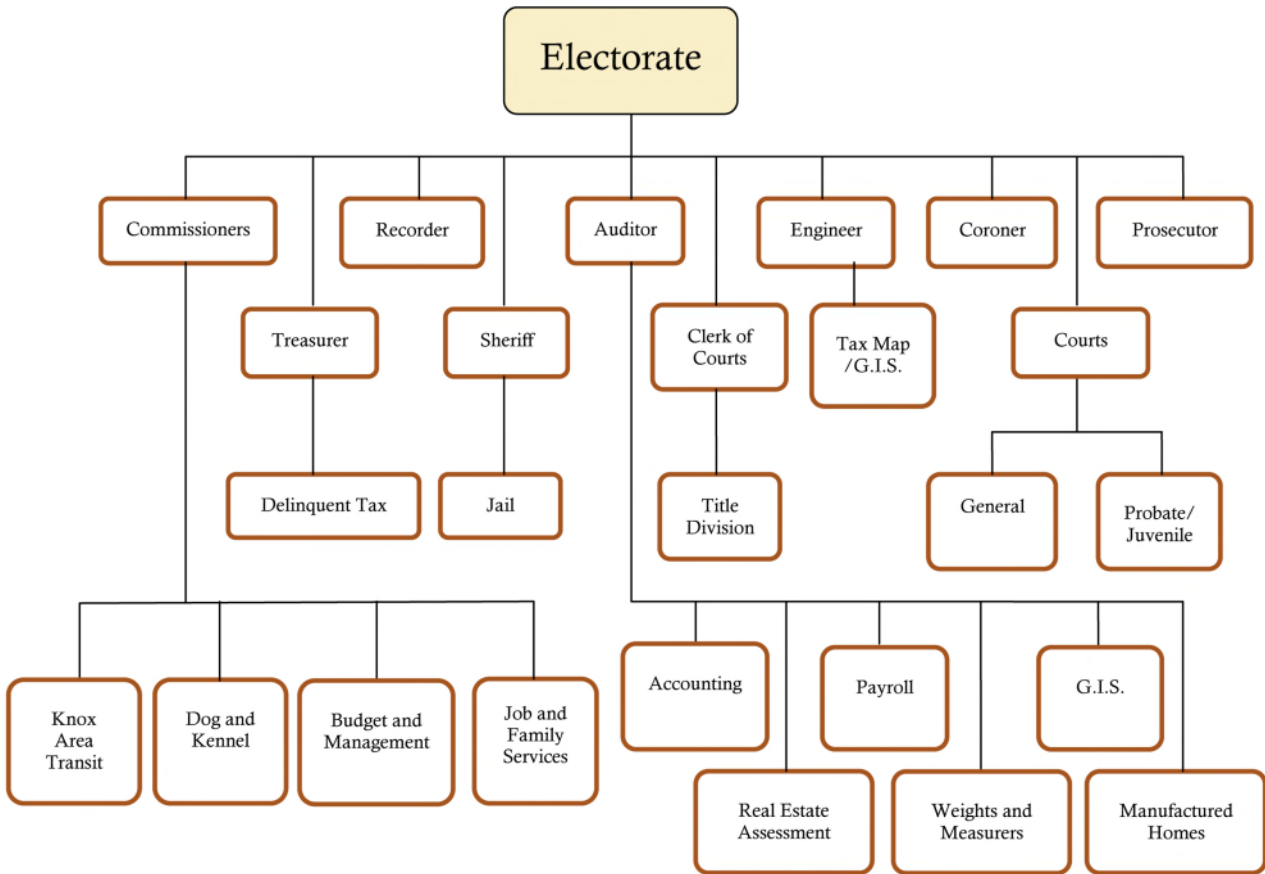 Electorate
Commissioners
Recorder
Auditor
Engineer
Coroner
Prosecutor
Treasurer
Sheriff
Clerk of
Courts
Tax Map
/G.I.S.
Courts
Delinquent Tax
Jail
Title
Division
General
Probate/
Juvenile
Knox
Area
Transit
Dog and
Kennel
Budget and
Management
Job and
Family
Services
Accounting
Payroll
G.I.S.
Real Estate
Assessment
Weights and
Measurers
Manufactured
Homes